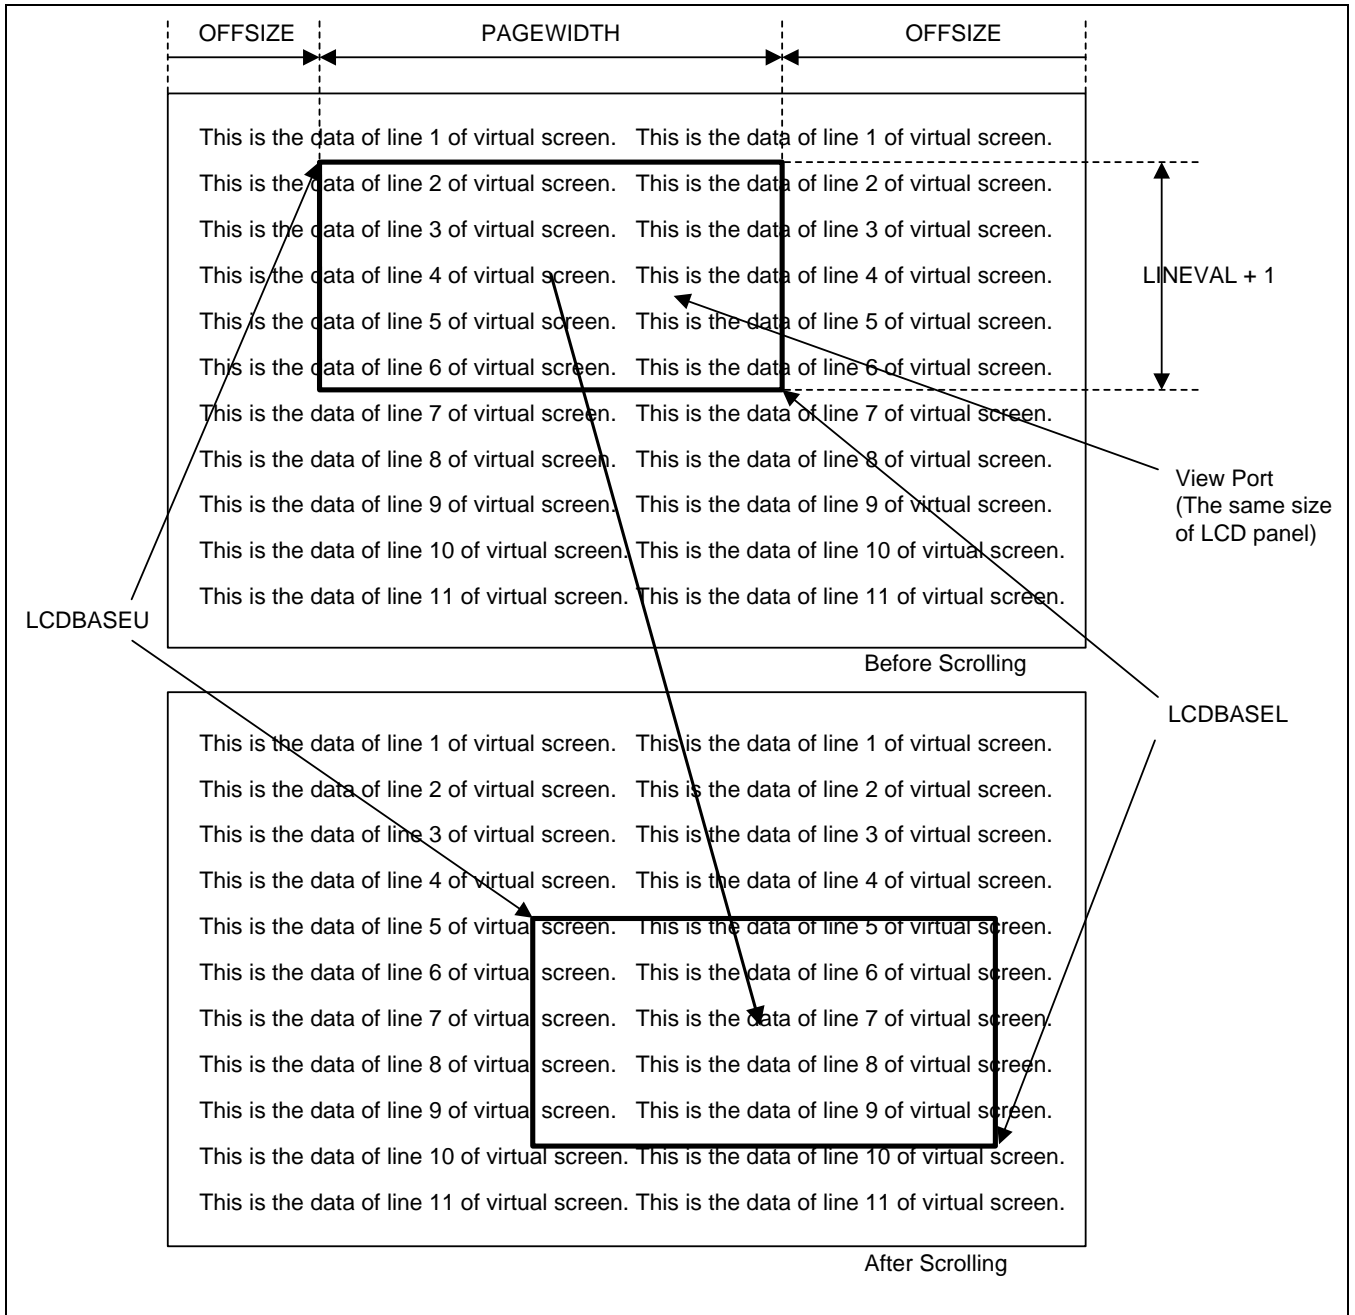 OFFSIZE PAGEWIDTH OFFSIZE
This is the data of line 1 of virtual screen. This is the data of line 1 of virtual screen.
This is the data of line 2 of virtual screen. This is the data of line 2 of virtual screen.
This is the data of line 3 of virtual screen. This is the data of line 3 of virtual screen.
This is the data of line 4 of virtual screen. This is the data of line 4 of virtual screen.
LINEVAL + 1
This is the data of line 5 of virtual screen. This is the data of line 5 of virtual screen.
This is the data of line 6 of virtual screen. This is the data of line 6 of virtual screen.
This is the data of line 7 of virtual screen. This is the data of line 7 of virtual screen.
This is the data of line 8 of virtual screen. This is the data of line 8 of virtual screen.
This is the data of line 9 of virtual screen. This is the data of line 9 of virtual screen.
This is the data of line 10 of virtual screen. This is the data of line 10 of virtual screen.
This is the data of line 11 of virtual screen. This is the data of line 11 of virtual screen.
View Port
(The same size
of LCD panel)
LCDBASEU
Before Scrolling
LCDBASEL
This is the data of line 1 of virtual screen. This is the data of line 1 of virtual screen.
This is the data of line 2 of virtual screen. This is the data of line 2 of virtual screen.
This is the data of line 3 of virtual screen. This is the data of line 3 of virtual screen.
This is the data of line 4 of virtual screen. This is the data of line 4 of virtual screen.
This is the data of line 5 of virtual screen. This is the data of line 5 of virtual screen.
This is the data of line 6 of virtual screen. This is the data of line 6 of virtual screen.
This is the data of line 7 of virtual screen. This is the data of line 7 of virtual screen.
This is the data of line 8 of virtual screen. This is the data of line 8 of virtual screen.
This is the data of line 9 of virtual screen. This is the data of line 9 of virtual screen.
This is the data of line 10 of virtual screen. This is the data of line 10 of virtual screen.
This is the data of line 11 of virtual screen. This is the data of line 11 of virtual screen.
After Scrolling